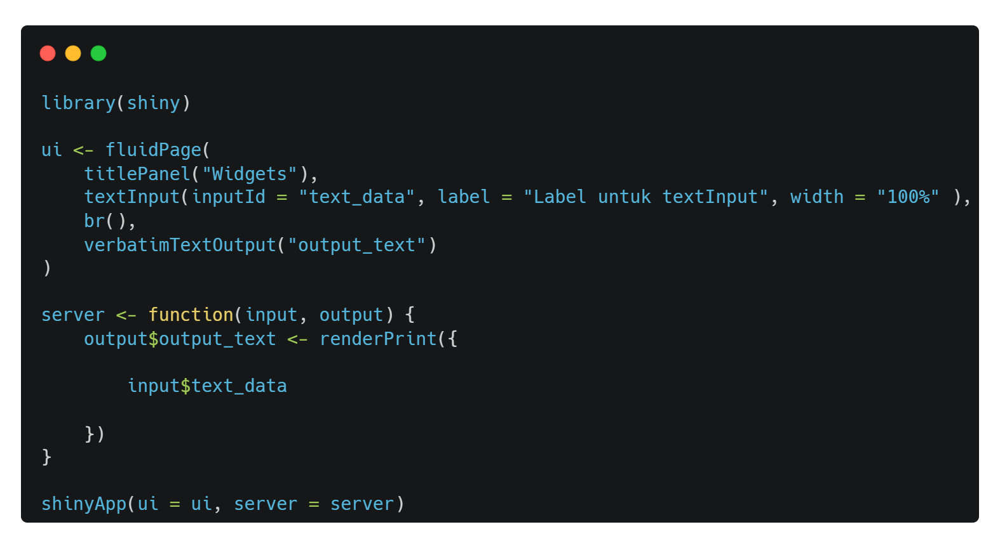 library(shiny)
ui <- fluidPage(
    titlePanel("Widgets"),
    textInput(inputId = "text_data", label = "Label untuk textInput", width = "100%" ),
    br(),
    verbatimTextOutput("output_text")
)
server <- function(input, output) {
    output$output_text <- renderPrint({
        input$text_data
    })
}
shinyApp(ui = ui, server = server)